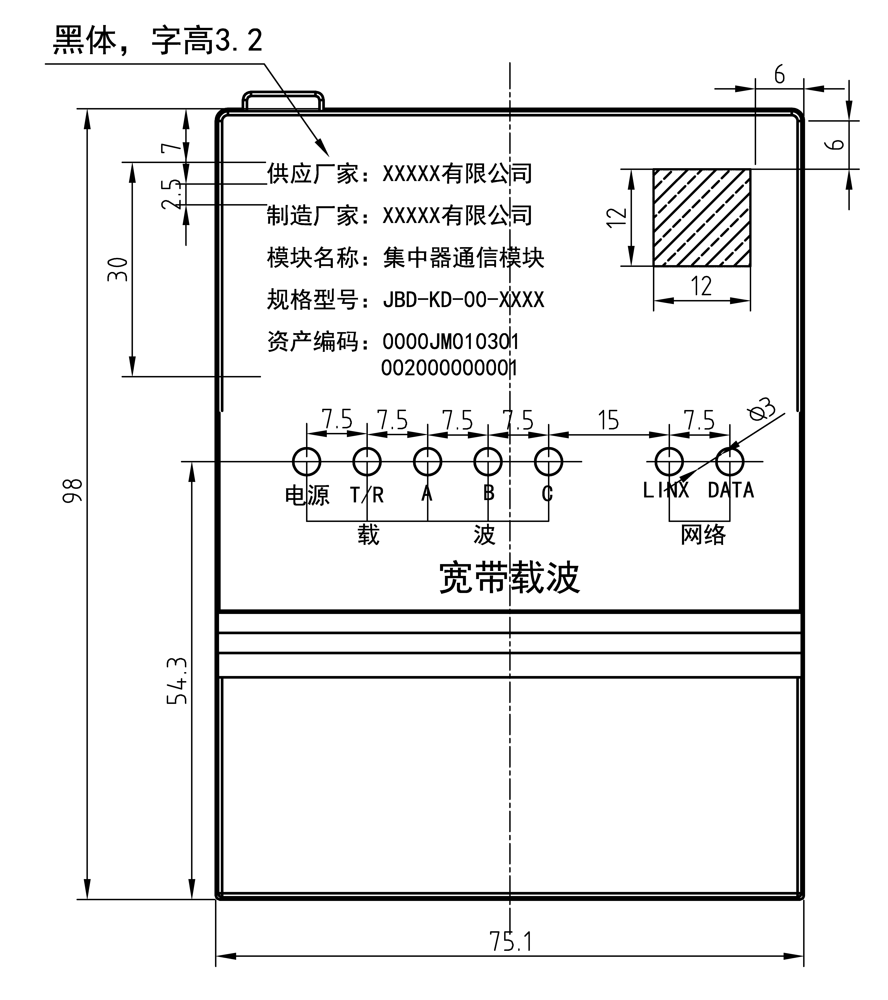 黑体，字高3.2
6
7
6
供应厂家：XXXXX有限公司
2.5
制造厂家：XXXXX有限公司
12
30
模块名称：集中器通信模块
12
规格型号：JBD-KD-00-XXXX
资产编码：0000JM010301
002000000001
7.5 7.5 7.5 7.5 15 7.5 Ø3
电源 T/R A B C LINX DATA
载 波 网络
98
宽带载波
54.3
75.1